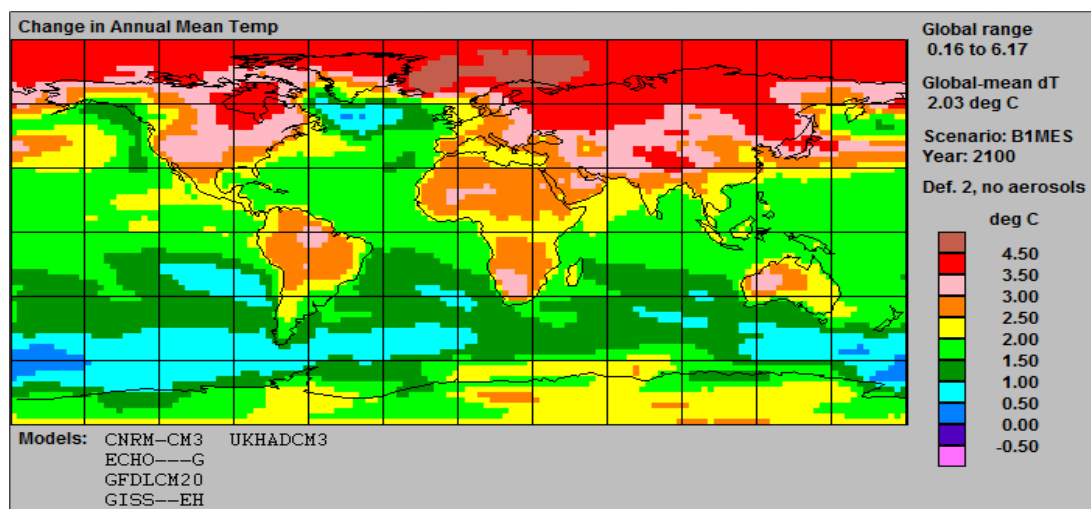 Change in Annual Mean Temp
Global range
0.16 to 6.17
Global-mean dT
2.03 deg C
Scenario: B1MES
Year: 2100
Def. 2, no aerosols
deg C
4.50
3.50
3.00
2.50
2.00
1.50
1.00
0.50
0.00
-0.50
Models: CNRM-CM3 UKHADCM3
ECHO---G
GFDLCM20
GISS--EH